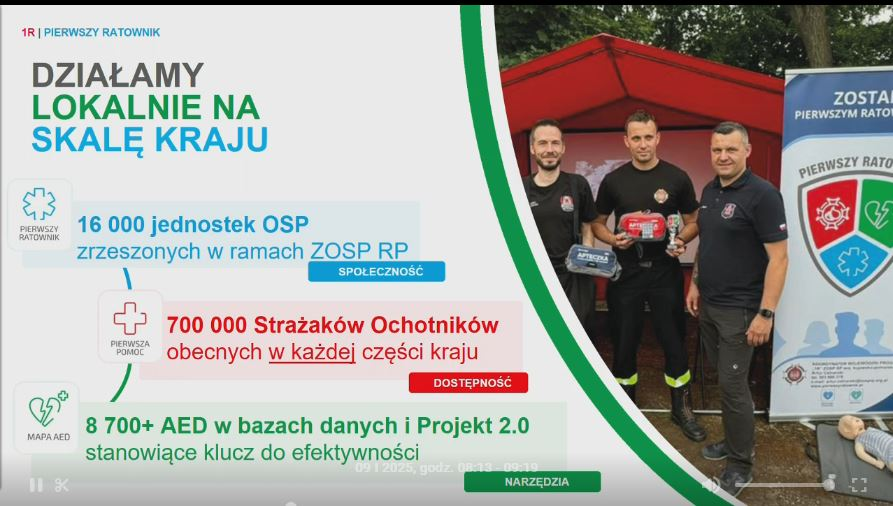 1R | PIERWSZY RATOWNIK
DZIAŁAMY
LOKALNIE NA
SKALĘ KRAJU
PIERWSZY
RATOWNIK
16 000 jednostek OSP
zrzeszonych w ramach ZOSP RP
SPOŁECZNOŚĆ
PIERWSZA
POMOC
700 000 Strażaków Ochotników
obecnych w każdej części kraju
DOSTĘPNOŚĆ
MAPA AED
8 700+ AED w bazach danych i Projekt 2.0
stanowiące klucz do efektywności
09 I 2025, godz. 08:13 - 09:19
NARZĘDZIA
APTECZKA
APTECZKA
ZOSTAŃ
PIERWSZYM RATOW
PIERWSZY RATO